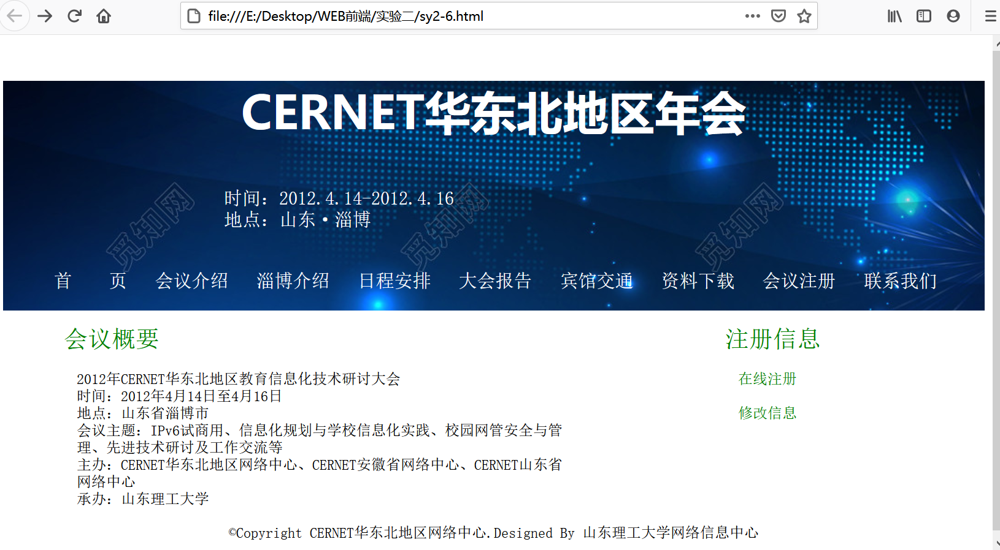 file:///E:/Desktop/WEB前端/实验二/sy2-6.html
CERNET华东北地区年会
时间：2012.4.14-2012.4.16
地点：山东·淄博
觅知网 觅知网 觅知网
首 页 会议介绍 淄博介绍 日程安排 大会报告 宾馆交通 资料下载 会议注册 联系我们
会议概要
2012年CERNET华东北地区教育信息化技术研讨大会
时间：2012年4月14日至4月16日
地点：山东省淄博市
会议主题：IPv6试商用、信息化规划与学校信息化实践、校园网管安全与管
理、先进技术研讨及工作交流等
主办：CERNET华东北地区网络中心、CERNET安徽省网络中心、CERNET山东省
网络中心
承办：山东理工大学
注册信息
在线注册
修改信息
©Copyright CERNET华东北地区网络中心.Designed By 山东理工大学网络信息中心